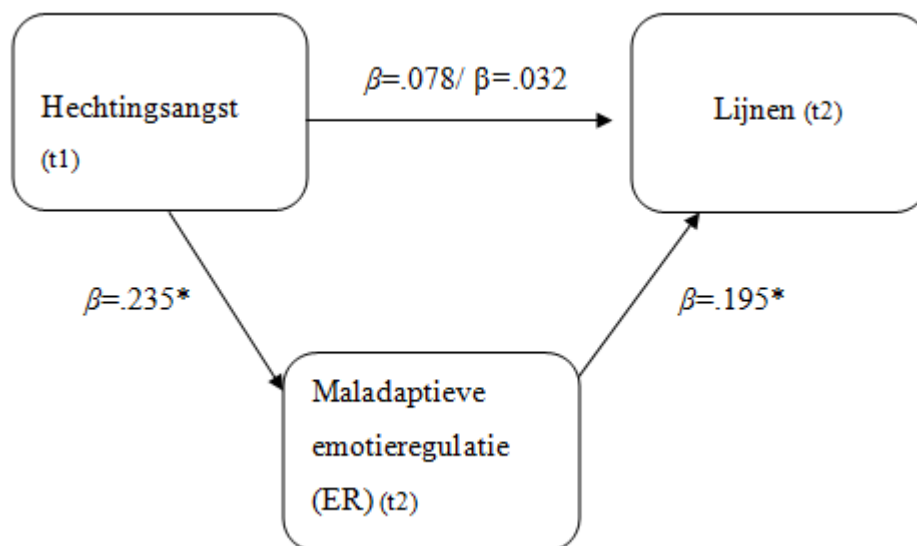 Hechtingsangst
(t1)
𝛽=.078/ β=.032
Lijnen (t2)
𝛽=.235*
𝛽=.195*
Maladaptieve
emotieregulatie
(ER) (t2)